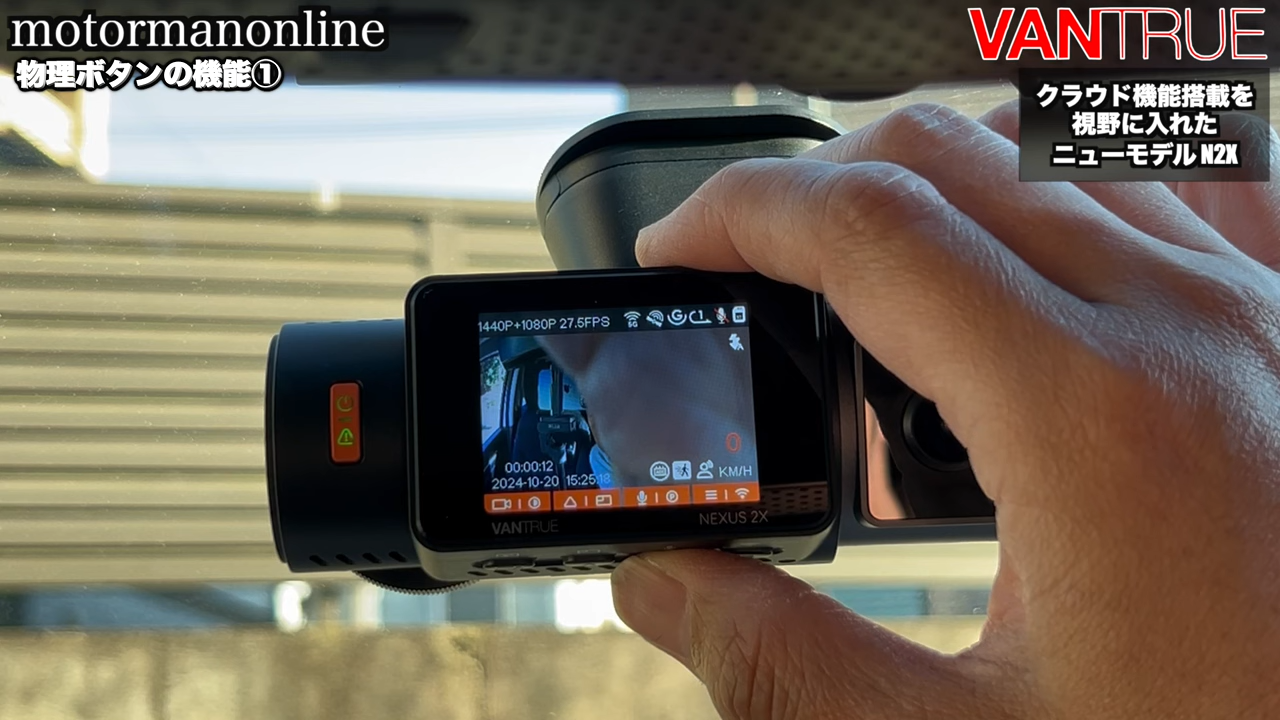 motormanonline
物理ボタンの機能①
VANTRUE
クラウド機能搭載を
視野に入れた
ニューモデル N2X
1440P+1080P 27.5FPS
5G
0
KM/H
00:00:12
2024-10-20 15:25:18
VANTRUE
NEXUS 2X